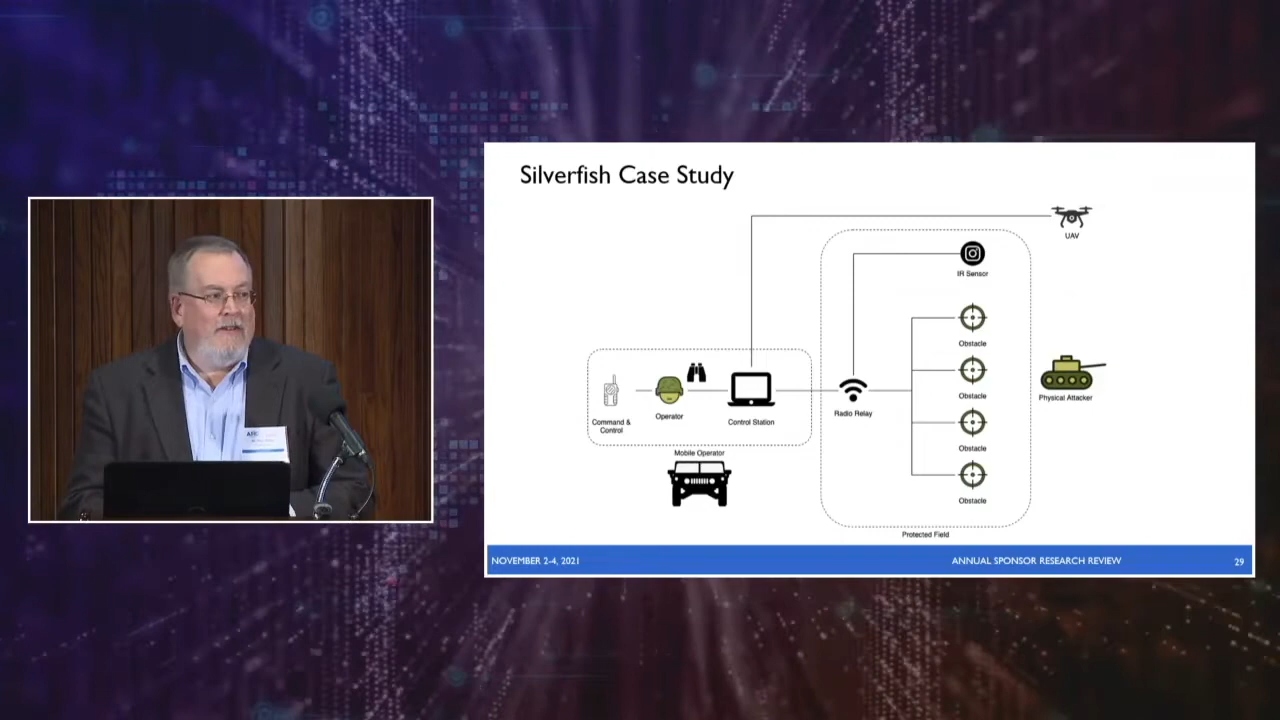 Silverfish Case Study
UAV
IR Sensor
Obstacle
Obstacle
Obstacle
Obstacle
Physical Attacker
Command &
Control
Operator
Control Station
Radio Relay
Mobile Operator
Protected Field
NOVEMBER 2-4, 2021
ANNUAL SPONSOR RESEARCH REVIEW
29